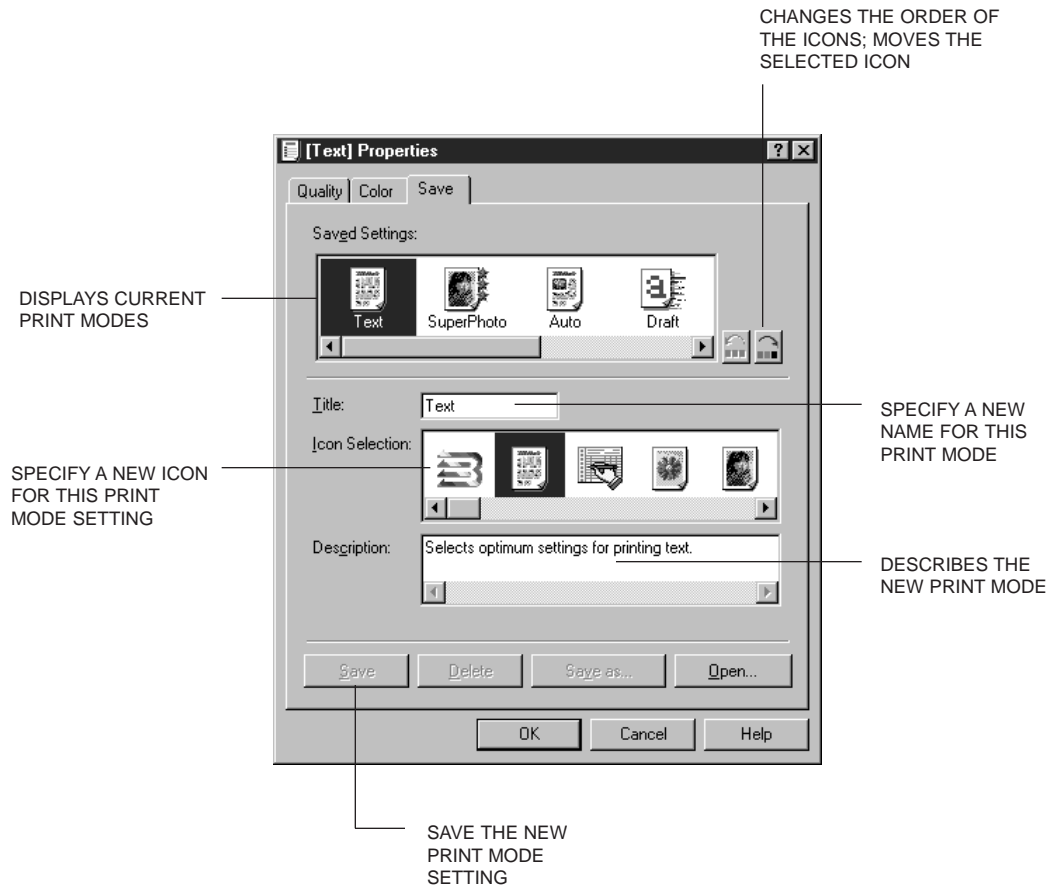 CHANGES THE ORDER OF
THE ICONS; MOVES THE
SELECTED ICON
[Text] Properties
Quality Color Save
Saved Settings:
DISPLAYS CURRENT
PRINT MODES
Text SuperPhoto Auto Draft
Title: Text
SPECIFY A NEW
NAME FOR THIS
PRINT MODE
Icon Selection:
SPECIFY A NEW ICON
FOR THIS PRINT
MODE SETTING
Description: Selects optimum settings for printing text.
DESCRIBES THE
NEW PRINT MODE
Save Delete Save as... Open...
OK Cancel Help
SAVE THE NEW
PRINT MODE
SETTING